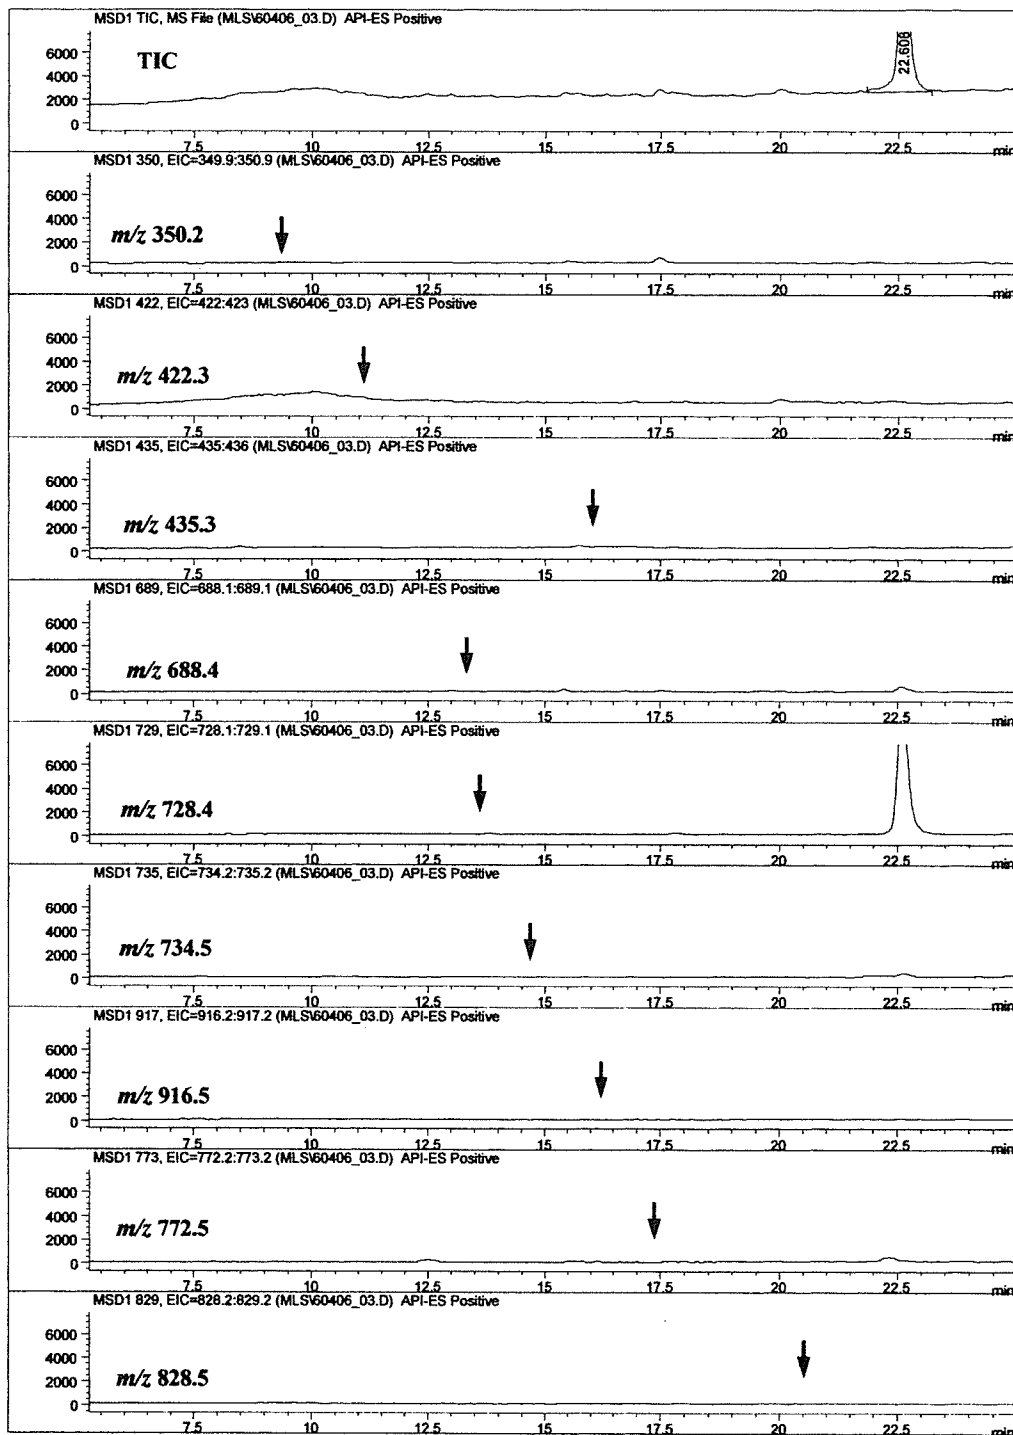 MSD1 TIC, MS File (MLS\60406_03.D) API-ES Positive
6000
TIC
22.608
4000
2000
0
7.5 10 12.5 15 17.5 20 22.5 min
MSD1 350, EIC=349.9:350.9 (MLS\60406_03.D) API-ES Positive
6000
4000
m/z 350.2
2000
0
7.5 10 12.5 15 17.5 20 22.5 min
MSD1 422, EIC=422:423 (MLS\60406_03.D) API-ES Positive
6000
4000
m/z 422.3
2000
0
7.5 10 12.5 15 17.5 20 22.5 min
MSD1 435, EIC=435:436 (MLS\60406_03.D) API-ES Positive
6000
4000
m/z 435.3
2000
0
7.5 10 12.5 15 17.5 20 22.5 min
MSD1 689, EIC=688.1:689.1 (MLS\60406_03.D) API-ES Positive
6000
4000
m/z 688.4
2000
0
7.5 10 12.5 15 17.5 20 22.5 min
MSD1 729, EIC=728.1:729.1 (MLS\60406_03.D) API-ES Positive
6000
4000
m/z 728.4
2000
0
7.5 10 12.5 15 17.5 20 22.5 min
MSD1 735, EIC=734.2:735.2 (MLS\60406_03.D) API-ES Positive
6000
4000
m/z 734.5
2000
0
7.5 10 12.5 15 17.5 20 22.5 min
MSD1 917, EIC=916.2:917.2 (MLS\60406_03.D) API-ES Positive
6000
4000
m/z 916.5
2000
0
7.5 10 12.5 15 17.5 20 22.5 min
MSD1 773, EIC=772.2:773.2 (MLS\60406_03.D) API-ES Positive
6000
4000
m/z 772.5
2000
0
7.5 10 12.5 15 17.5 20 22.5 min
MSD1 829, EIC=828.2:829.2 (MLS\60406_03.D) API-ES Positive
6000
4000
m/z 828.5
2000
0
7.5 10 12.5 15 17.5 20 22.5 min